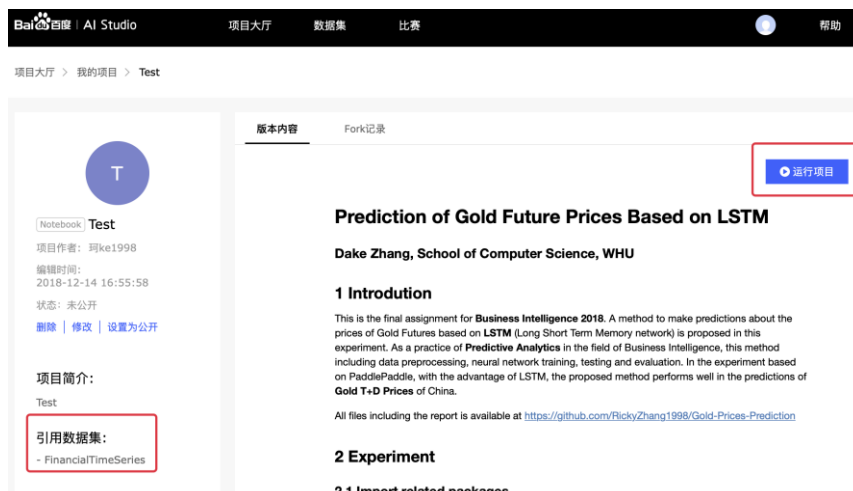 Bai百度 | AI Studio 项目大厅 数据集 比赛 帮助
项目大厅 > 我的项目 > Test
版本内容 Fork记录
运行项目
T
Notebook Test
项目作者: 珂ke1998
编辑时间:
2018-12-14 16:55:58
状态: 未公开
删除 | 修改 | 设置为公开
项目简介:
Test
引用数据集:
- FinancialTimeSeries
Prediction of Gold Future Prices Based on LSTM
Dake Zhang, School of Computer Science, WHU
1 Introdution
This is the final assignment for Business Intelligence 2018. A method to make predictions about the
prices of Gold Futures based on LSTM (Long Short Term Memory network) is proposed in this
experiment. As a practice of Predictive Analytics in the field of Business Intelligence, this method
including data preprocessing, neural network training, testing and evaluation. In the experiment based
on PaddlePaddle, with the advantage of LSTM, the proposed method performs well in the predictions of
Gold T+D Prices of China.
All files including the report is available at https://github.com/RickyZhang1998/Gold-Prices-Prediction
2 Experiment
2.1 Import related packages